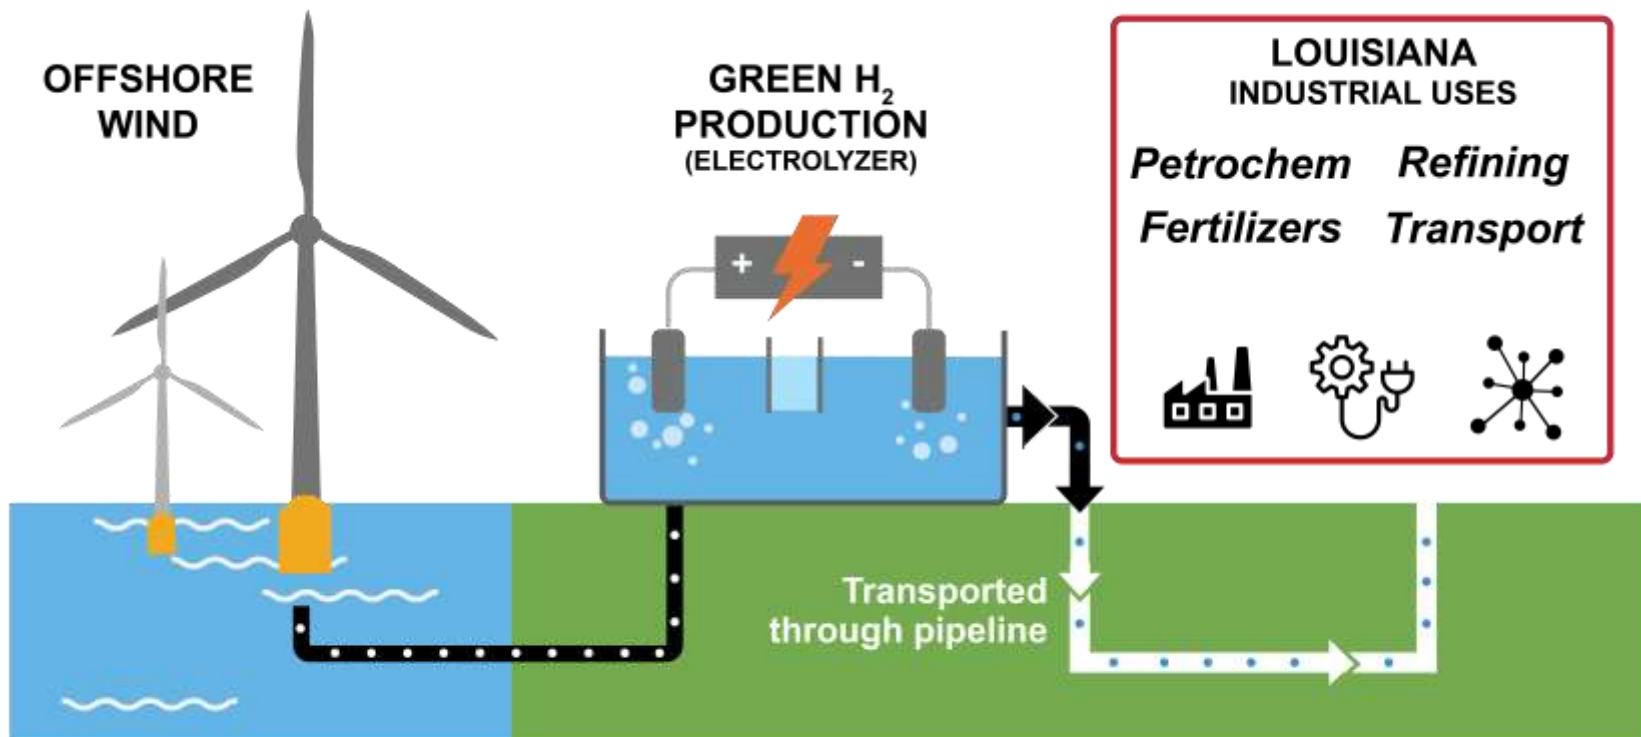 OFFSHORE
WIND
GREEN H₂
PRODUCTION
(ELECTROLYZER)
+ -
LOUISIANA
INDUSTRIAL USES
Petrochem Refining
Fertilizers Transport
Transported
through pipeline